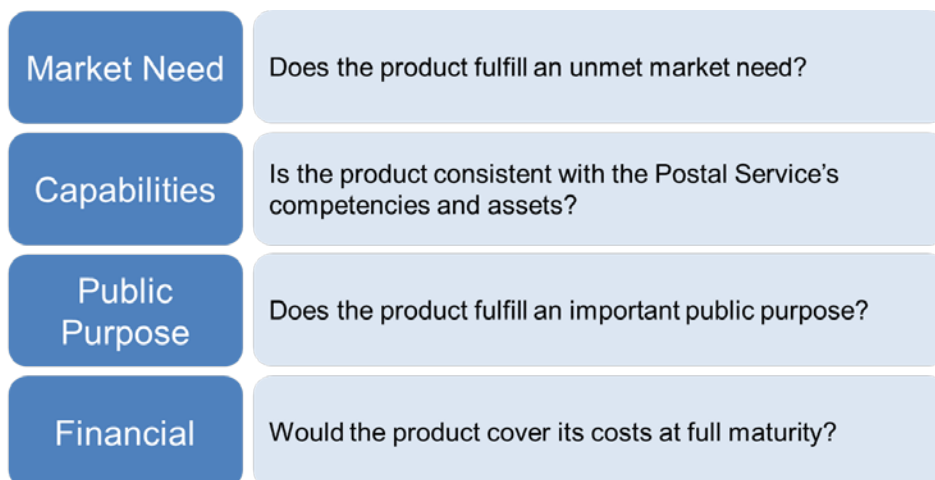 Market Need
Does the product fulfill an unmet market need?
Capabilities
Is the product consistent with the Postal Service's
competencies and assets?
Public
Purpose
Does the product fulfill an important public purpose?
Financial
Would the product cover its costs at full maturity?